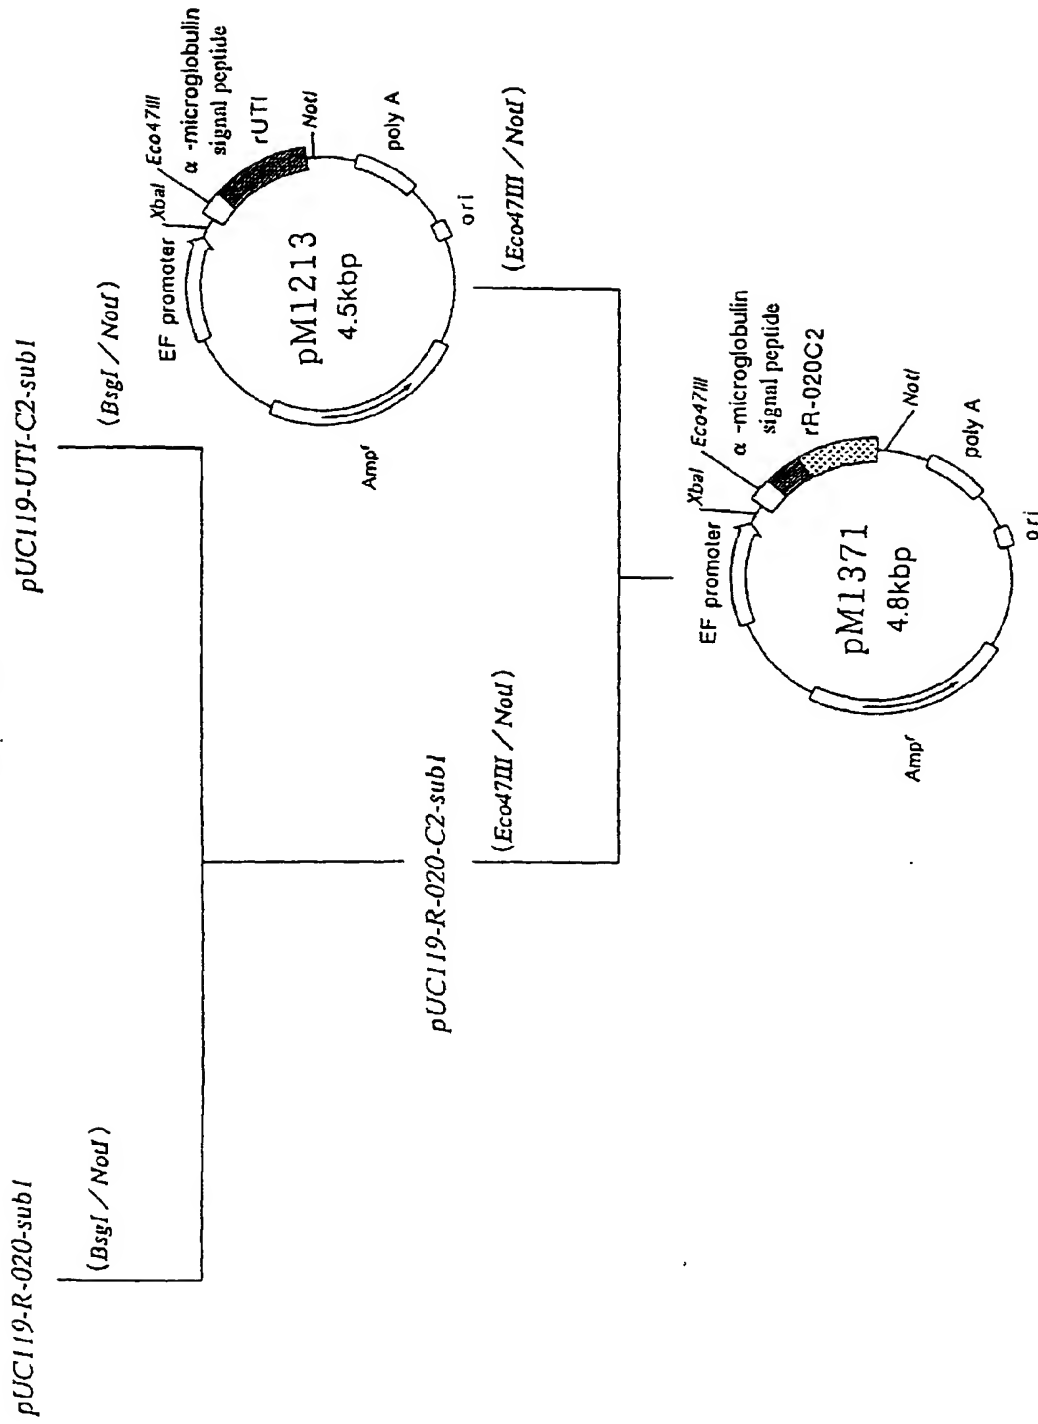 pUC119-R-020-sub1
pUC119-UTI-C2-sub1
(BsgI / NotI)
(BsgI / NotI)
EF promoter
XbaI
Eco47III
α -microglobulin
signal peptide
rUTI
NotI
poly A
ori
Ampʳ
pM1213
4.5kbp
pUC119-R-020-C2-sub1
(Eco47III / NotI)
(Eco47III / NotI)
EF promoter
XbaI
Eco47III
α -microglobulin
signal peptide
rR-020C2
NotI
poly A
ori
Ampʳ
pM1371
4.8kbp